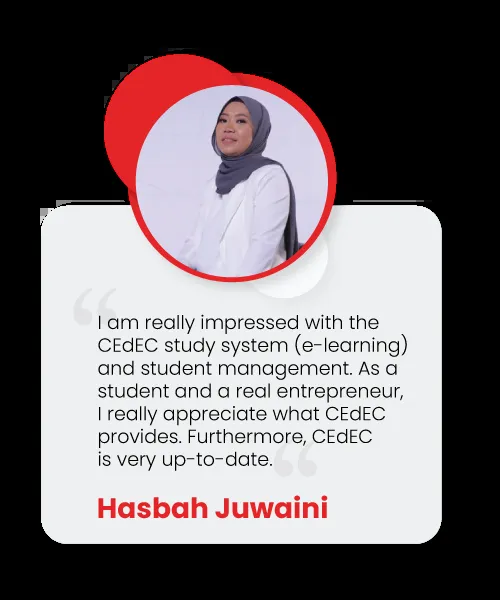 I am really impressed with the
CEdEC study system (e-learning)
and student management. As a
student and a real entrepreneur,
I really appreciate what CEdEC
provides. Furthermore, CEdEC
is very up-to-date.
Hasbah Juwaini